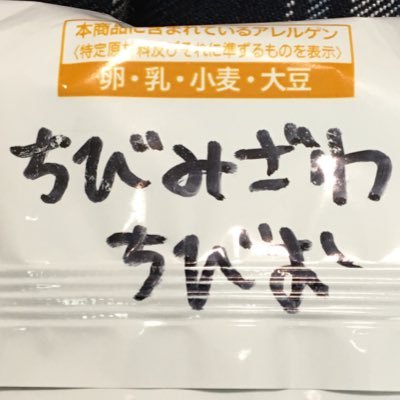 本商品に含まれているアレルゲン
〈特定原材料及びそれに準ずるものを表示〉
卵・乳・小麦・大豆
ちびみざわ
ちびお